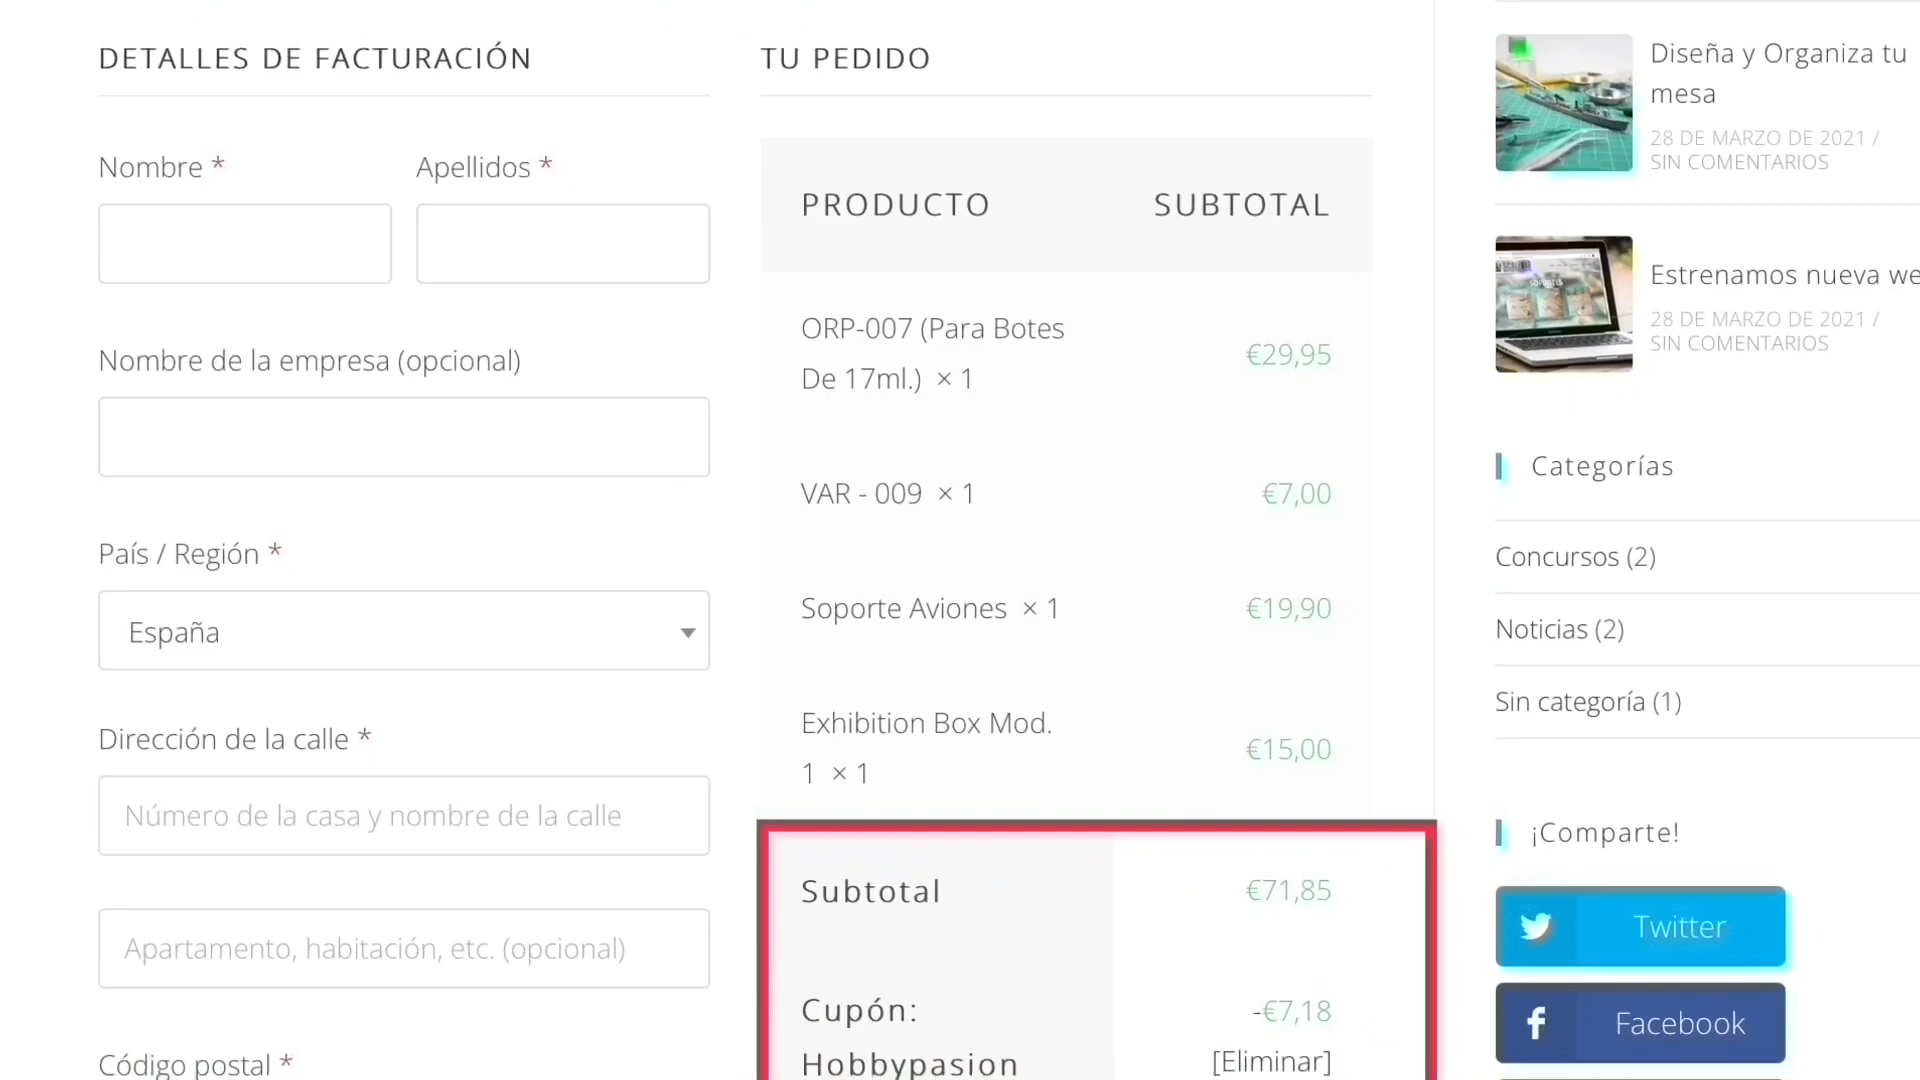 DETALLES DE FACTURACIÓN
Nombre *
Apellidos *
Nombre de la empresa (opcional)
País / Región *
España
Dirección de la calle *
Número de la casa y nombre de la calle
Apartamento, habitación, etc. (opcional)
Código postal *
TU PEDIDO
PRODUCTO SUBTOTAL
ORP-007 (Para Botes
De 17ml.) × 1
€29,95
VAR - 009 × 1 €7,00
Soporte Aviones × 1 €19,90
Exhibition Box Mod.
1 × 1
€15,00
Subtotal €71,85
Cupón: -€7,18
Hobbypasion [Eliminar]
Diseña y Organiza tu
mesa
28 DE MARZO DE 2021 /
SIN COMENTARIOS
Estrenamos nueva we
28 DE MARZO DE 2021 /
SIN COMENTARIOS
Categorías
Concursos (2)
Noticias (2)
Sin categoría (1)
¡Comparte!
Twitter
Facebook